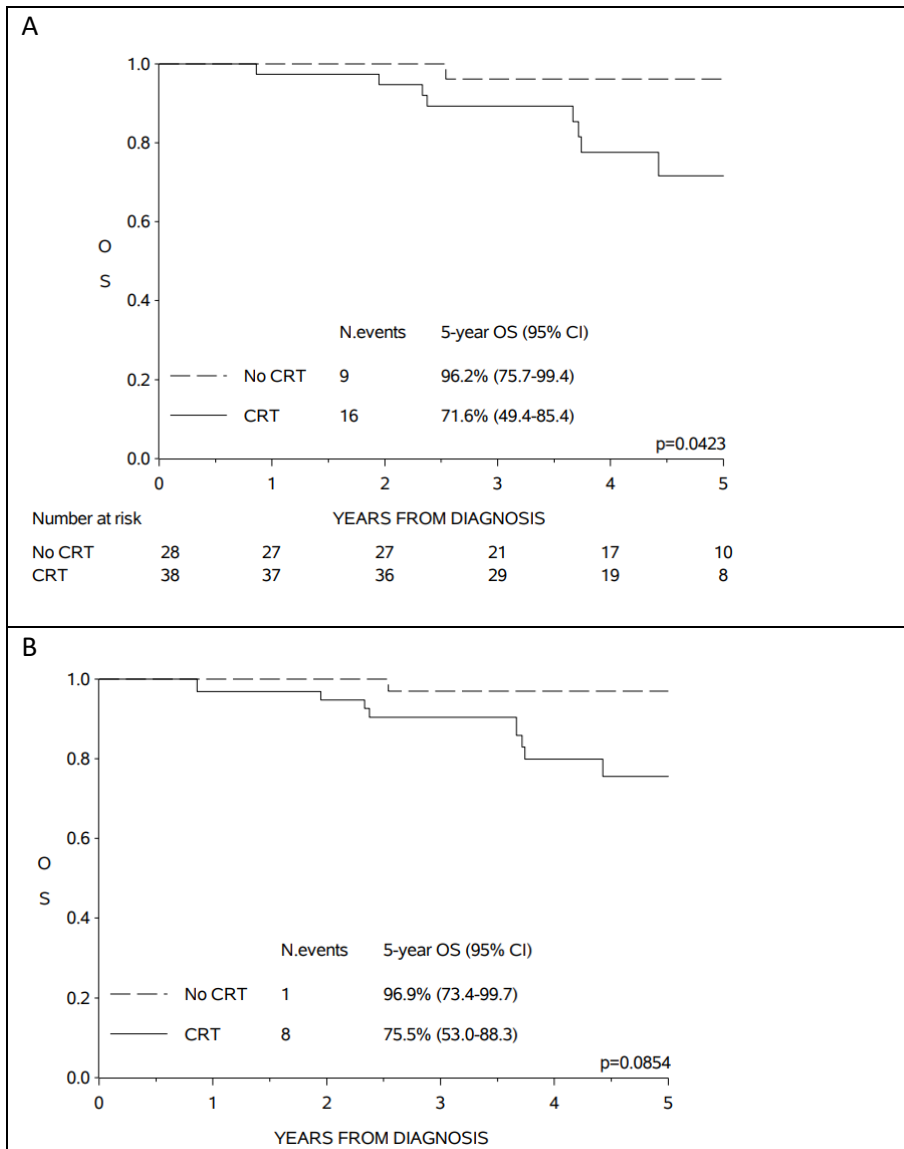 A
1.0
0.8
0.6
O
S
0.4
N.events 5-year OS (95% CI)
No CRT 9 96.2% (75.7-99.4)
0.2
CRT 16 71.6% (49.4-85.4)
p=0.0423
0.0
0 1 2 3 4 5
Number at risk YEARS FROM DIAGNOSIS
No CRT 28 27 27 21 17 10
CRT 38 37 36 29 19 8
B
1.0
0.8
0.6
O
S
0.4
N.events 5-year OS (95% CI)
No CRT 1 96.9% (73.4-99.7)
0.2
CRT 8 75.5% (53.0-88.3)
p=0.0854
0.0
0 1 2 3 4 5
YEARS FROM DIAGNOSIS